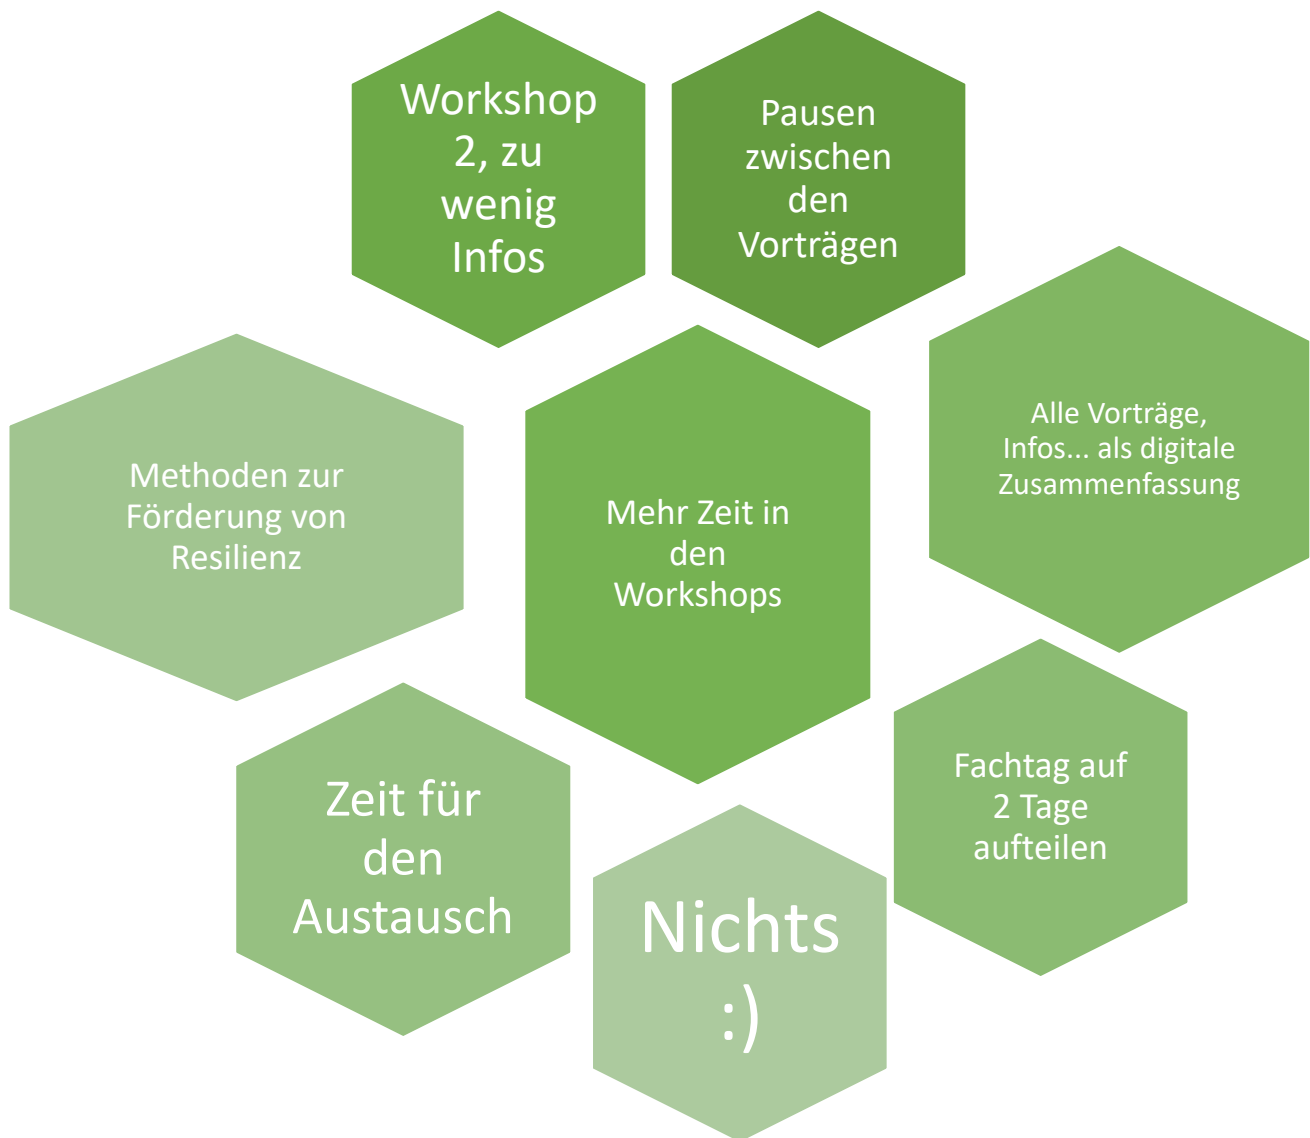 Workshop
2, zu
wenig
Infos
Pausen
zwischen
den
Vorträgen
Alle Vorträge,
Infos... als digitale
Zusammenfassung
Methoden zur
Förderung von
Resilienz
Mehr Zeit in
den
Workshops
Zeit für
den
Austausch
Fachtag auf
2 Tage
aufteilen
Nichts
:)